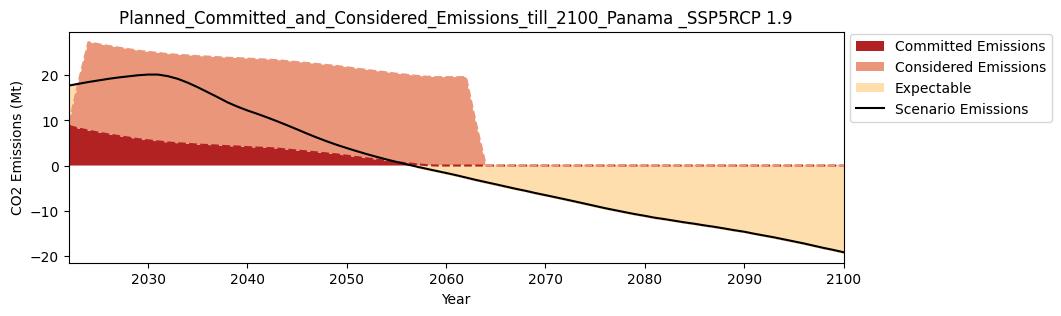 Planned_Committed_and_Considered_Emissions_till_2100_Panama _SSP5RCP 1.9
Committed Emissions
Considered Emissions
Expectable
Scenario Emissions
CO2 Emissions (Mt)
20
10
0
−10
−20
2030
2040
2050
2060
2070
2080
2090
2100
Year